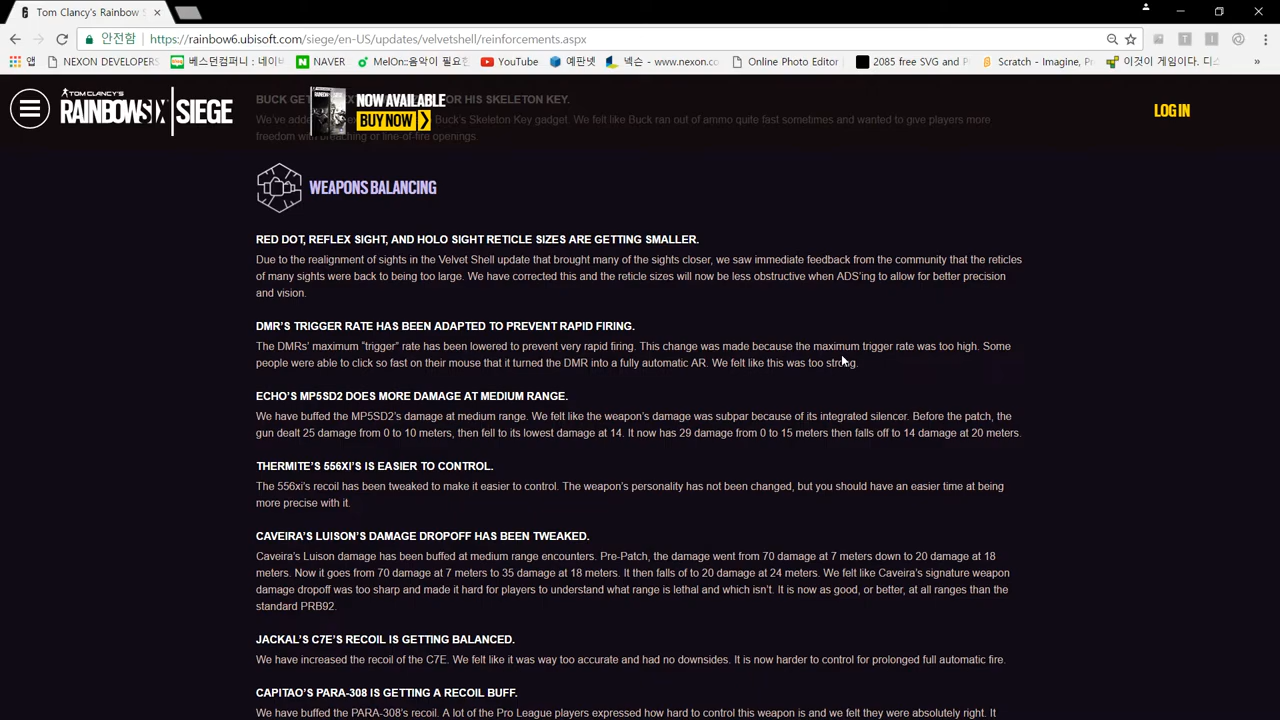 Tom Clancy's Rainbow S
안전함 https://rainbow6.ubisoft.com/siege/en-US/updates/velvetshell/reinforcements.aspx
앱 NEXON DEVELOPERS 베스던컴퍼니 : 네이버 NAVER MelOn::음악이 필요한 YouTube 예판넷 넥슨 - www.nexon.co Online Photo Editor 2085 free SVG and P Scratch - Imagine, Pr 이것이 게임이다. 디스 »
BUCK GET FOR HIS SKELETON KEY.
We've added Buck's Skeleton Key gadget. We felt like Buck ran out of ammo quite fast sometimes and wanted to give players more
freedom with breaching or line-of-fire openings.
TOM CLANCY'S
RAINBOWSIX SIEGE
NOW AVAILABLE
BUY NOW
LOG IN
WEAPONS BALANCING
RED DOT, REFLEX SIGHT, AND HOLO SIGHT RETICLE SIZES ARE GETTING SMALLER.
Due to the realignment of sights in the Velvet Shell update that brought many of the sights closer, we saw immediate feedback from the community that the reticles
of many sights were back to being too large. We have corrected this and the reticle sizes will now be less obstructive when ADS'ing to allow for better precision
and vision.
DMR'S TRIGGER RATE HAS BEEN ADAPTED TO PREVENT RAPID FIRING.
The DMRs' maximum "trigger" rate has been lowered to prevent very rapid firing. This change was made because the maximum trigger rate was too high. Some
people were able to click so fast on their mouse that it turned the DMR into a fully automatic AR. We felt like this was too strong.
ECHO'S MP5SD2 DOES MORE DAMAGE AT MEDIUM RANGE.
We have buffed the MP5SD2's damage at medium range. We felt like the weapon's damage was subpar because of its integrated silencer. Before the patch, the
gun dealt 25 damage from 0 to 10 meters, then fell to its lowest damage at 14. It now has 29 damage from 0 to 15 meters then falls off to 14 damage at 20 meters.
THERMITE'S 556XI'S IS EASIER TO CONTROL.
The 556xi's recoil has been tweaked to make it easier to control. The weapon's personality has not been changed, but you should have an easier time at being
more precise with it.
CAVEIRA'S LUISON'S DAMAGE DROPOFF HAS BEEN TWEAKED.
Caveira's Luison damage has been buffed at medium range encounters. Pre-Patch, the damage went from 70 damage at 7 meters down to 20 damage at 18
meters. Now it goes from 70 damage at 7 meters to 35 damage at 18 meters. It then falls of to 20 damage at 24 meters. We felt like Caveira's signature weapon
damage dropoff was too sharp and made it hard for players to understand what range is lethal and which isn't. It is now as good, or better, at all ranges than the
standard PRB92.
JACKAL'S C7E'S RECOIL IS GETTING BALANCED.
We have increased the recoil of the C7E. We felt like it was way too accurate and had no downsides. It is now harder to control for prolonged full automatic fire.
CAPITAO'S PARA-308 IS GETTING A RECOIL BUFF.
We have buffed the PARA-308's recoil. A lot of the Pro League players expressed how hard to control this weapon is and we felt they were absolutely right. It